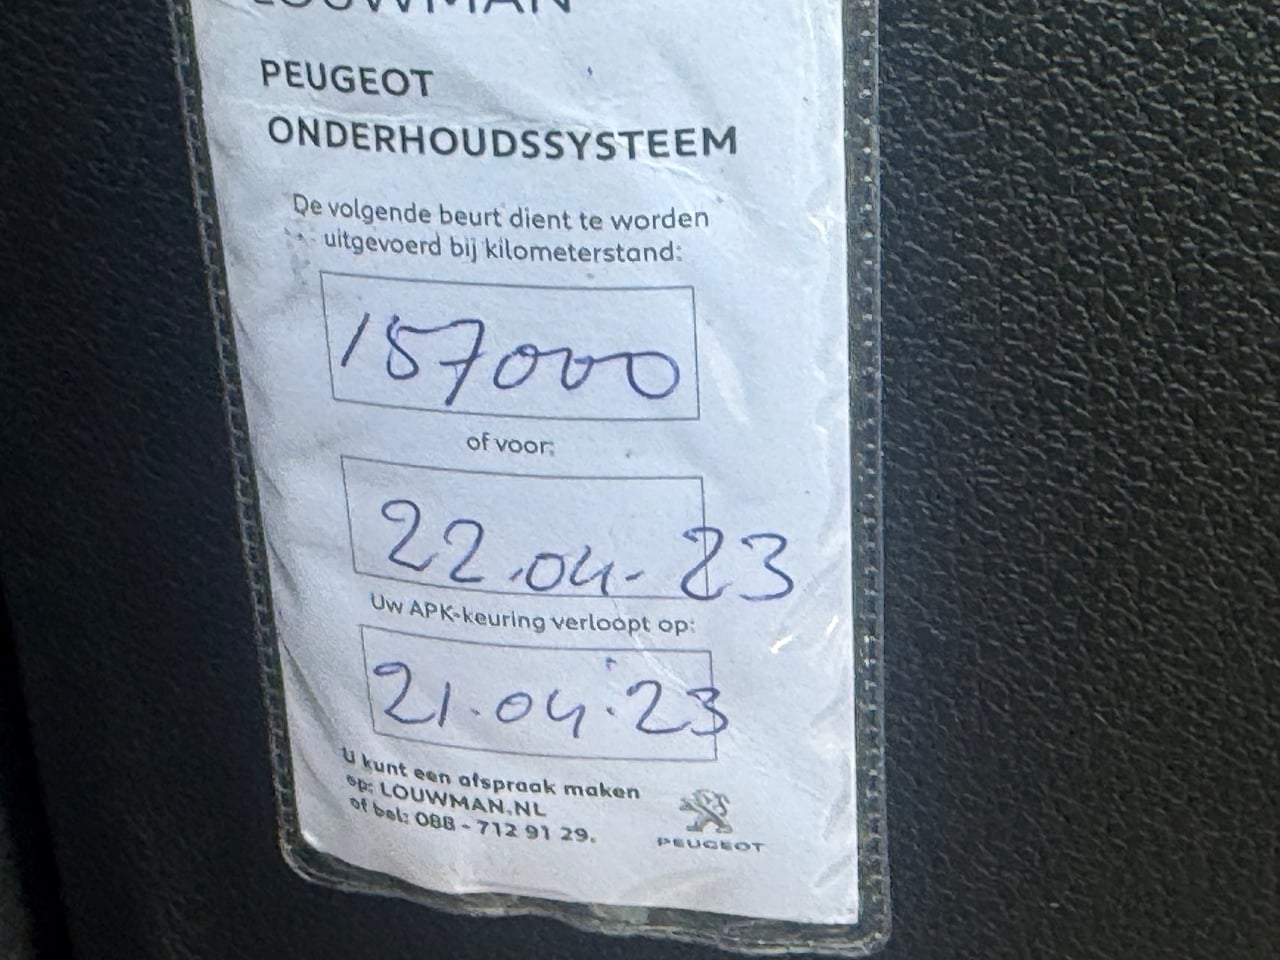 LOUWMAN
PEUGEOT
ONDERHOUDSSYSTEEM
De volgende beurt dient te worden
uitgevoerd bij kilometerstand:
157000
of voor:
22.04-23
Uw APK-keuring verloopt op:
21.04.23
U kunt een afspraak maken
op: LOUWMAN.NL
of bel: 088 - 712 91 29.
PEUGEOT